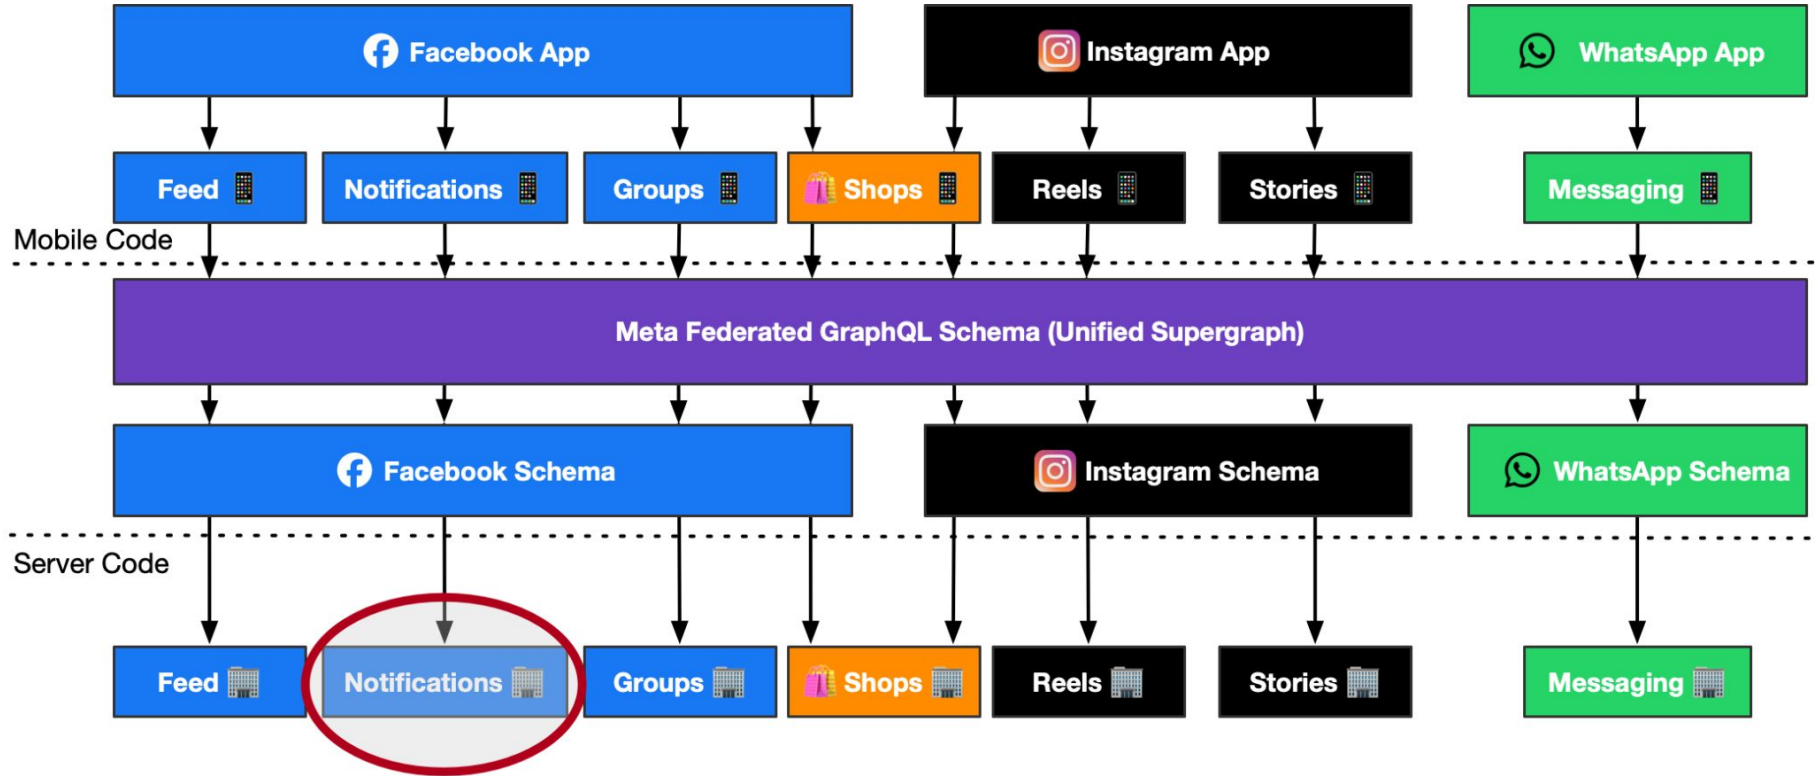 Facebook App
Instagram App
WhatsApp App
Feed
Notifications
Groups
Shops
Reels
Stories
Messaging
Mobile Code
Meta Federated GraphQL Schema (Unified Supergraph)
Facebook Schema
Instagram Schema
WhatsApp Schema
Server Code
Feed
Notifications
Groups
Shops
Reels
Stories
Messaging